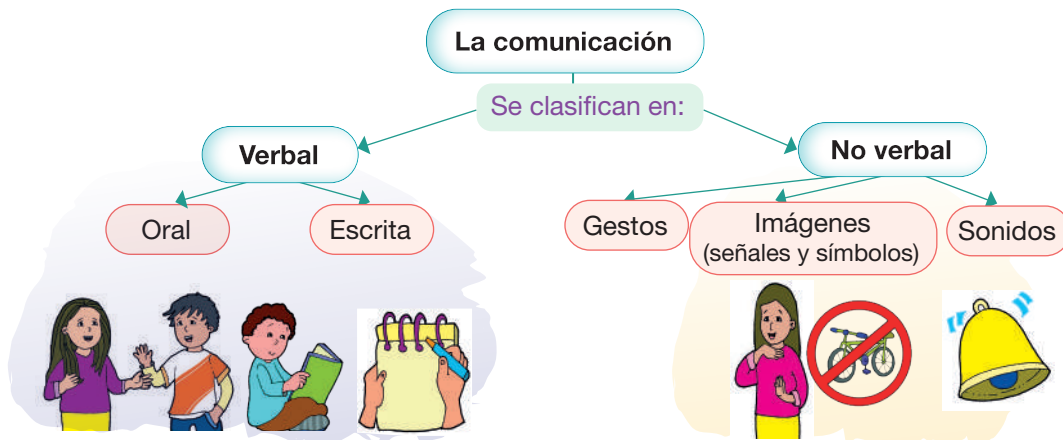 La comunicación
Se clasifican en:
Verbal
No verbal
Oral
Escrita
Gestos
Imágenes
(señales y símbolos)
Sonidos